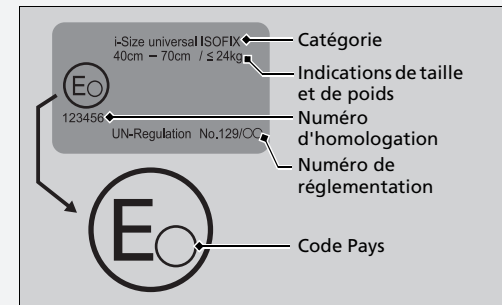 i-Size universal ISOFIX
40cm – 70cm / ≤ 24kg
E
123456
UN-Regulation No.129/○○
E
Catégorie
Indications de taille
et de poids
Numéro
d'homologation
Numéro de
réglementation
Code Pays